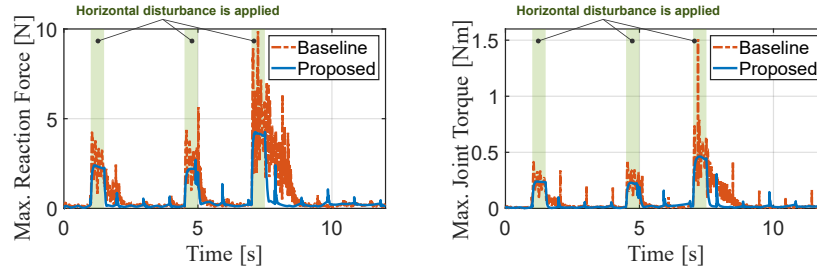 Horizontal disturbance is applied
Max. Reaction Force [N]
10
5
0
Baseline
Proposed
0
5
10
Time [s]
Horizontal disturbance is applied
Max. Joint Torque [Nm]
1.5
1
0.5
0
Baseline
Proposed
0
5
10
Time [s]